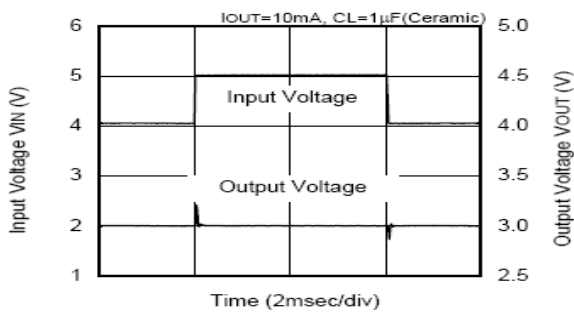 IOUT=10mA, CL=1µF(Ceramic)
6 5.0
5 4.5
Input Voltage
4 4.0
3 3.5
Output Voltage
2 3.0
1 2.5
Input Voltage VIN (V)
Output Voltage VOUT (V)
Time (2msec/div)